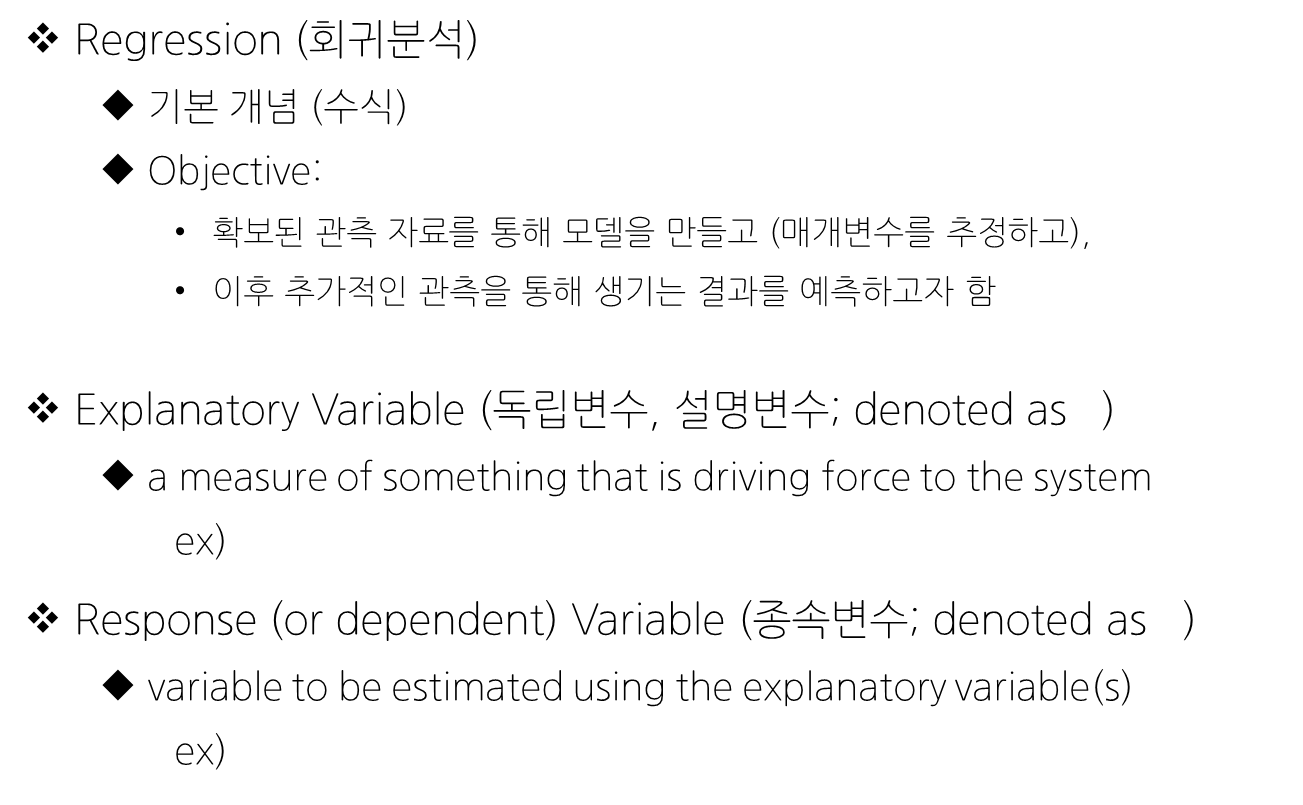 ❖ Regression (회귀분석)
◆ 기본 개념 (수식)
◆ Objective:
• 확보된 관측 자료를 통해 모델을 만들고 (매개변수를 추정하고),
• 이후 추가적인 관측을 통해 생기는 결과를 예측하고자 함
❖ Explanatory Variable (독립변수, 설명변수; denoted as )
◆ a measure of something that is driving force to the system
ex)
❖ Response (or dependent) Variable (종속변수; denoted as )
◆ variable to be estimated using the explanatory variable(s)
ex)